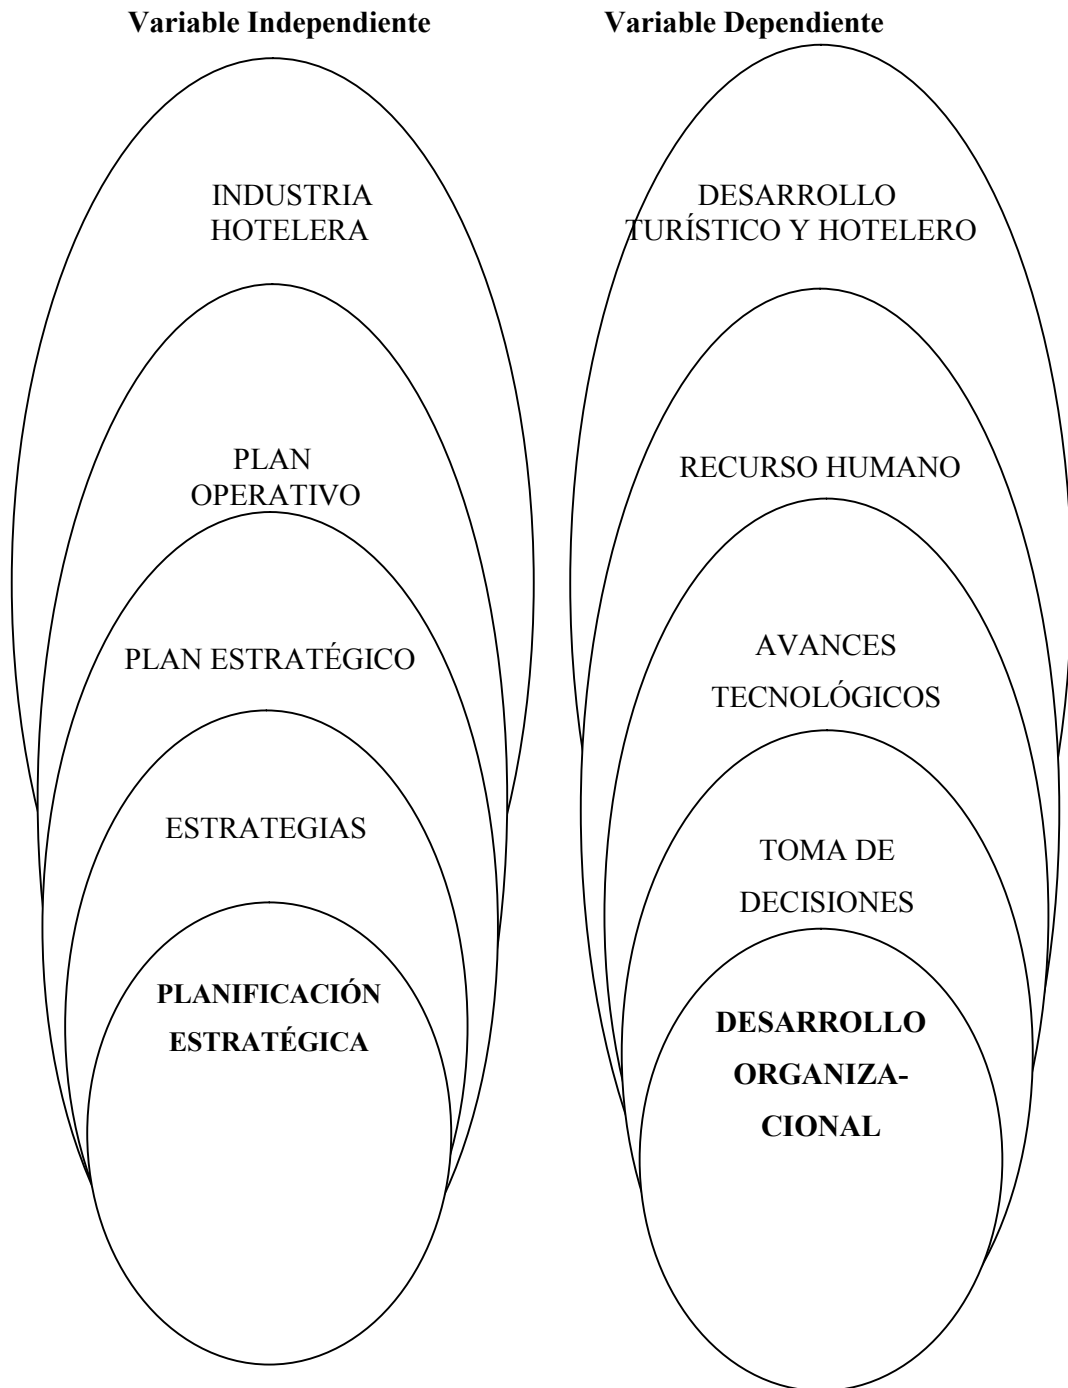 Variable Independiente
INDUSTRIA
HOTELERA
PLAN
OPERATIVO
PLAN ESTRATÉGICO
ESTRATEGIAS
PLANIFICACIÓN
ESTRATÉGICA
Variable Dependiente
DESARROLLO
TURÍSTICO Y HOTELERO
RECURSO HUMANO
AVANCES
TECNOLÓGICOS
TOMA DE
DECISIONES
DESARROLLO
ORGANIZA-
CIONAL